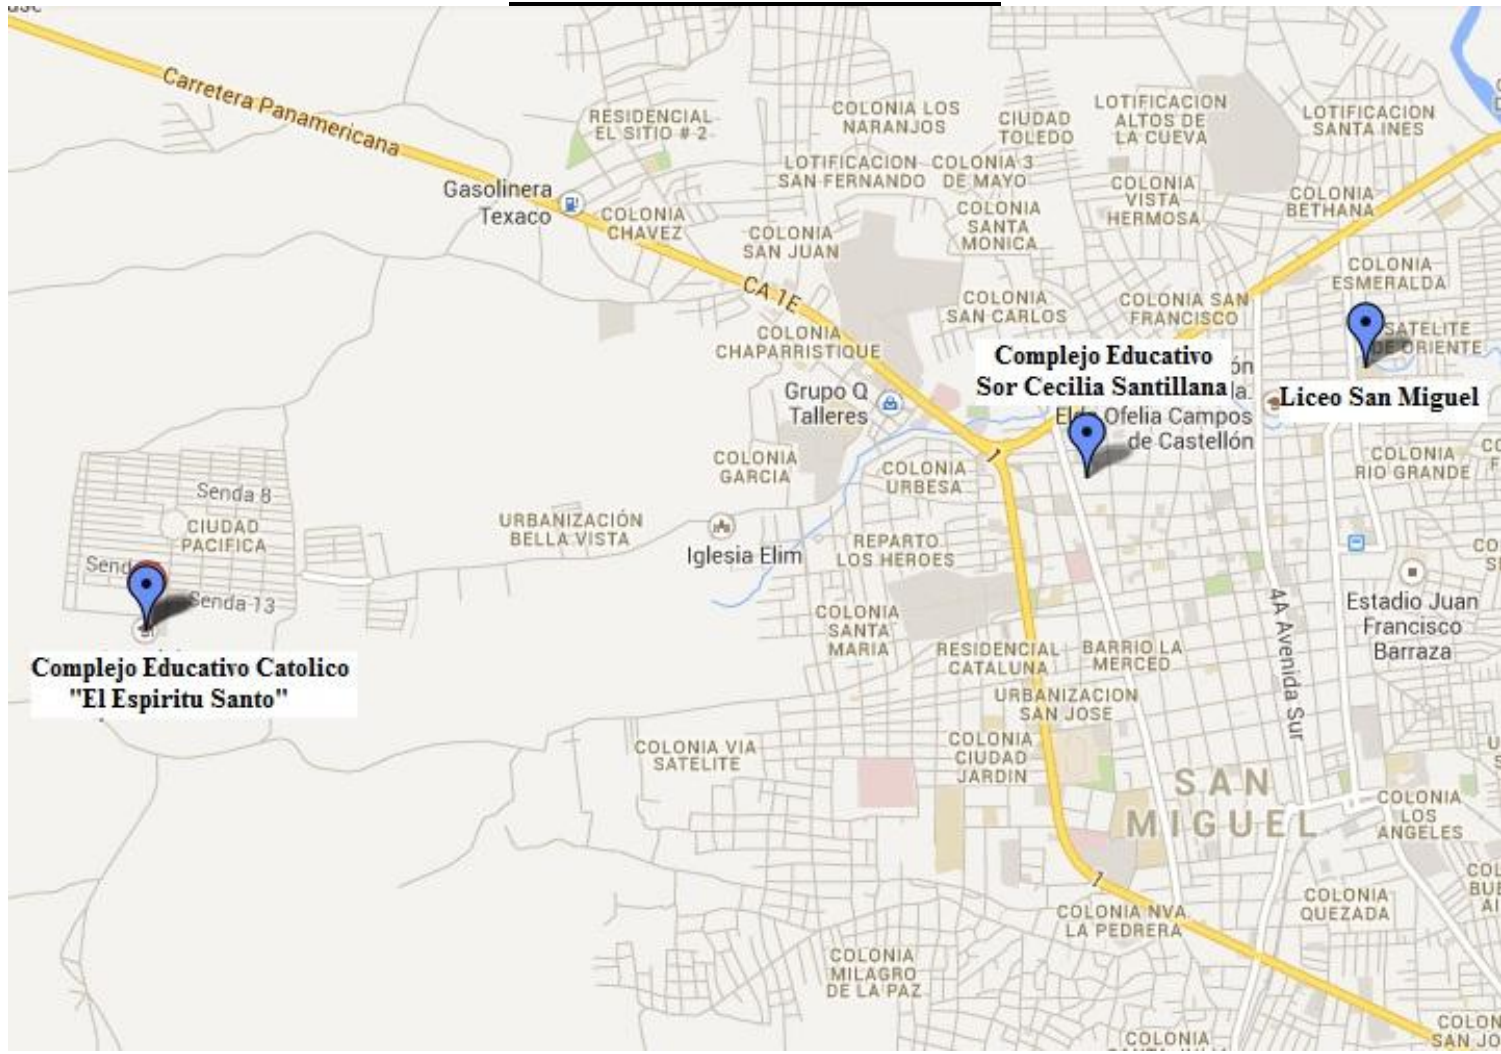 Carretera Panamericana
RESIDENCIAL
EL SITIO # 2
COLONIA LOS
NARANJOS
CIUDAD
TOLEDO
LOTIFICACION
ALTOS DE
LA CUEVA
LOTIFICACION
SANTA INES
Gasolinera
Texaco
COLONIA
CHAVEZ
LOTIFICACION
SAN FERNANDO
COLONIA 3
DE MAYO
COLONIA
VISTA
HERMOSA
COLONIA
BETHANA
COLONIA
SAN JUAN
COLONIA
SANTA
MONICA
COLONIA
ESMERALDA
CA 1E
COLONIA
SAN CARLOS
COLONIA SAN
FRANCISCO
SATELITE
DE ORIENTE
COLONIA
CHAPARRISTIQUE
Complejo Educativo
Sor Cecilia Santillana
Liceo San Miguel
Grupo Q
Talleres
Ofelia Campos
de Castellón
1
COLONIA
GARCIA
COLONIA
URBESA
COLONIA
RIO GRANDE
Senda 8
CIUDAD
PACIFICA
Senda 13
URBANIZACIÓN
BELLA VISTA
Iglesia Elim
REPARTO
LOS HEROES
Estadio Juan
Francisco
Barraza
4A Avenida Sur
COLONIA
SANTA
MARIA
RESIDENCIAL
CATALUNA
BARRIO LA
MERCED
Complejo Educativo Catolico
"El Espiritu Santo"
URBANIZACION
SAN JOSE
COLONIA VIA
SATELITE
COLONIA
CIUDAD
JARDIN
SAN
MIGUEL
COLONIA
LOS
ANGELES
1
COLONIA NVA
LA PEDRERA
COLONIA
QUEZADA
COLONIA
MILAGRO
DE LA PAZ
COLONIA